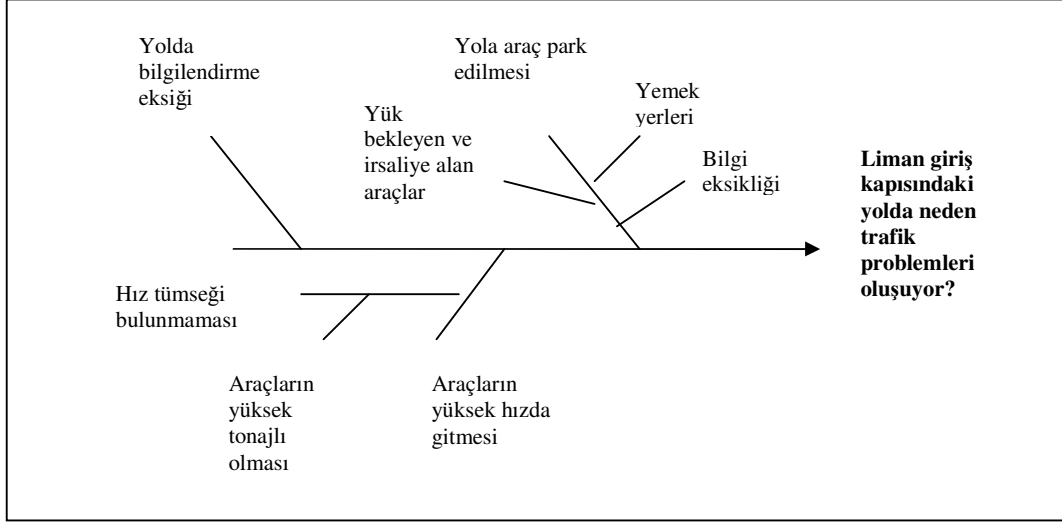 Yolda
bilgilendirme
eksiği
Yola araç park
edilmesi
Yemek
yerleri
Yük
bekleyen ve
irsaliye alan
araçlar
Bilgi
eksikliği
Liman giriş
kapısındaki
yolda neden
trafik
problemleri
oluşuyor?
Hız tümseği
bulunmaması
Araçların
yüksek
tonajlı
olması
Araçların
yüksek hızda
gitmesi